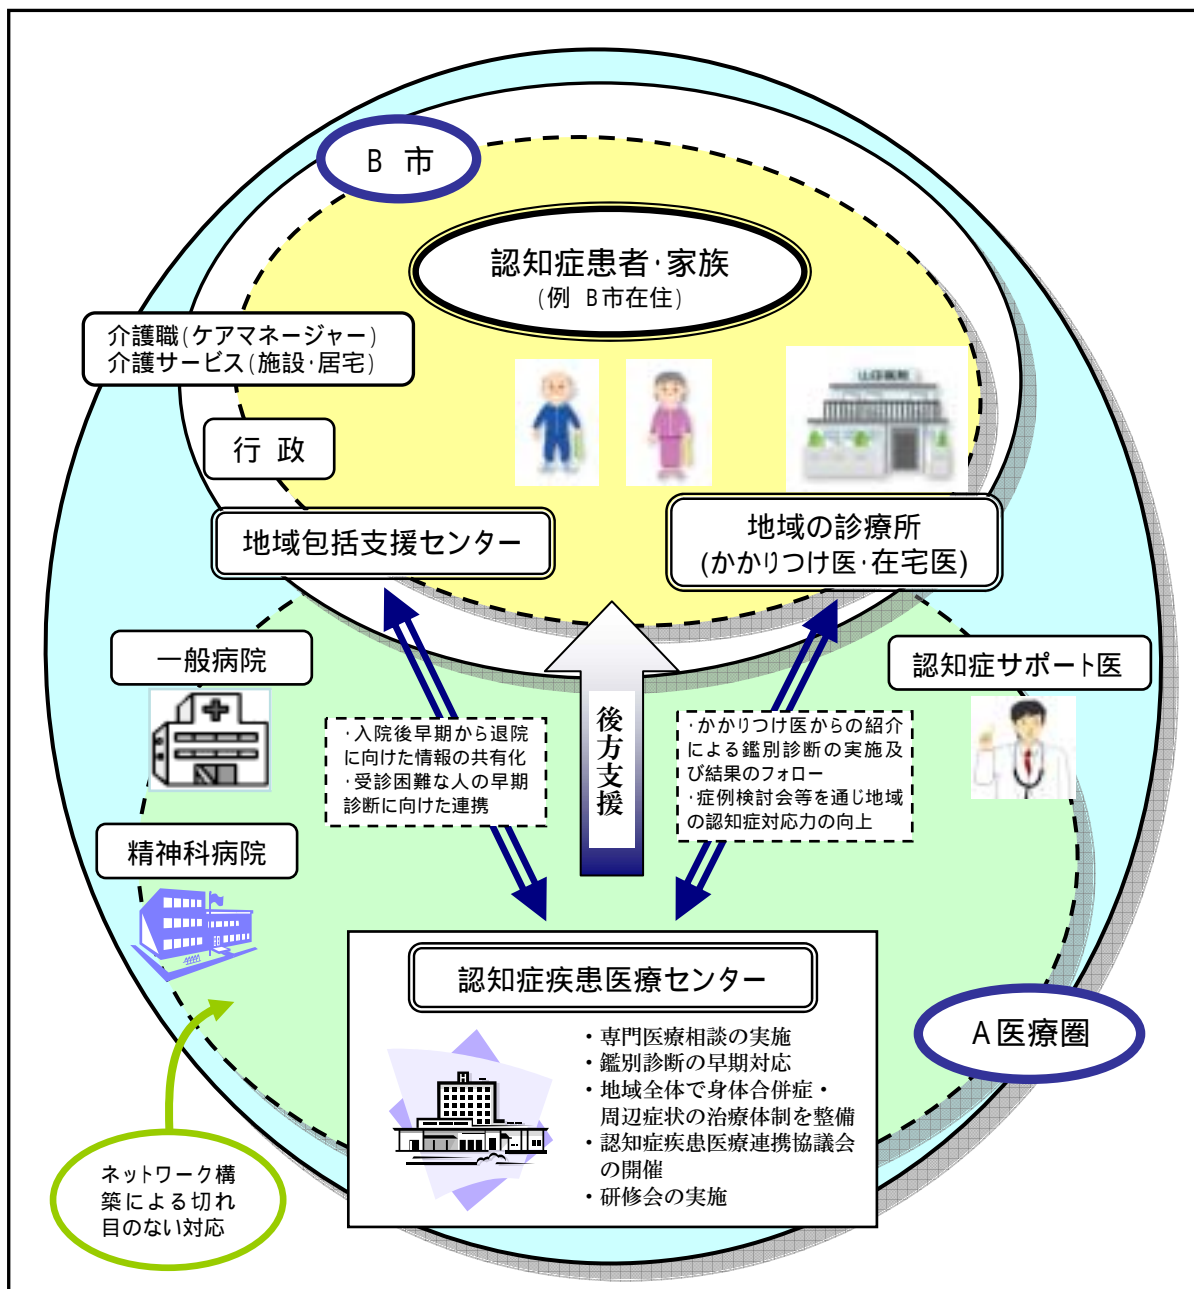 B 市
認知症患者・家族
(例 B市在住)
介護職(ケアマネージャー)
介護サービス(施設・居宅)
行 政
地域包括支援センター
地域の診療所
(かかりつけ医・在宅医)
一般病院
認知症サポート医
・入院後早期から退院
に向けた情報の共有化
・受診困難な人の早期
診断に向けた連携
後方支援
・かかりつけ医からの紹介
による鑑別診断の実施及
び結果のフォロー
・症例検討会等を通じ地域
の認知症対応力の向上
精神科病院
認知症疾患医療センター
・専門医療相談の実施
・鑑別診断の早期対応
・地域全体で身体合併症・
周辺症状の治療体制を整備
・認知症疾患医療連携協議会
の開催
・研修会の実施
A医療圏
ネットワーク構
築による切れ
目のない対応